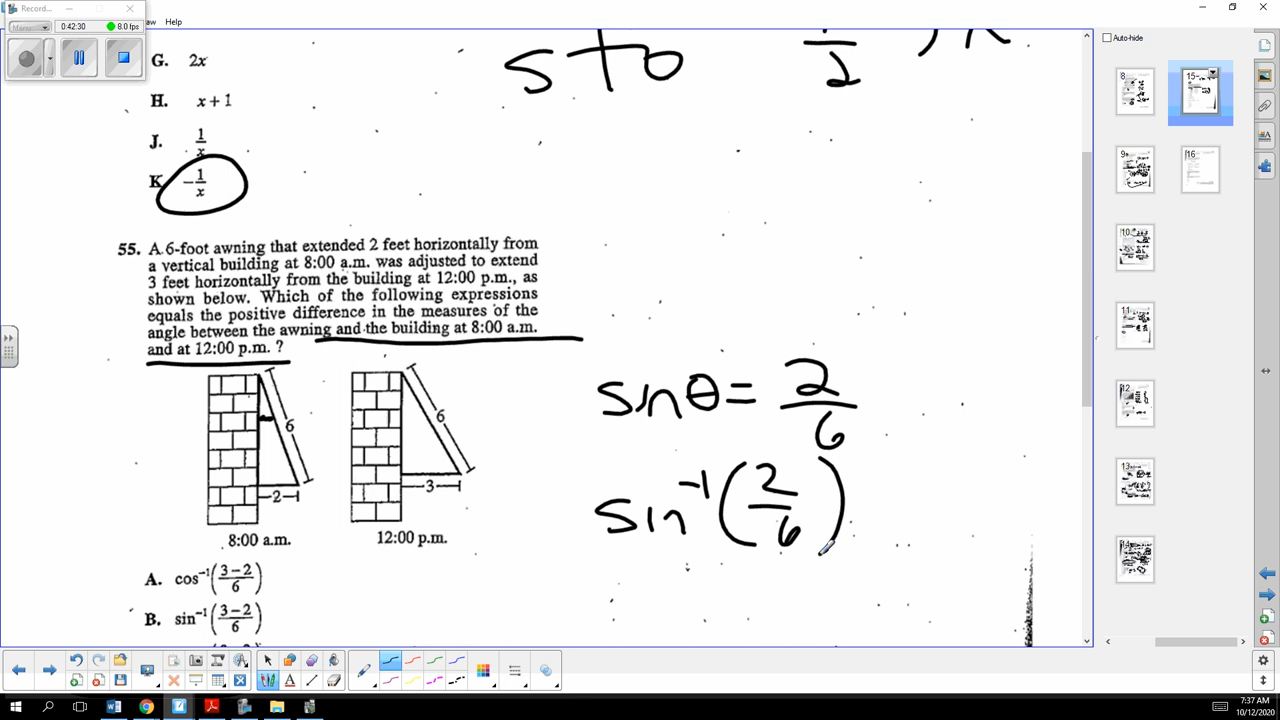 Record...
0:42:30 8.0 fps
Menu
Help
Auto-hide
G. 2x
H. x + 1
J. 1/x
K. -1/x
s to
55. A 6-foot awning that extended 2 feet horizontally from
a vertical building at 8:00 a.m. was adjusted to extend
3 feet horizontally from the building at 12:00 p.m., as
shown below. Which of the following expressions
equals the positive difference in the measures of the
angle between the awning and the building at 8:00 a.m.
and at 12:00 p.m. ?
6
2
8:00 a.m.
6
3
12:00 p.m.
sinθ = 2/6
sin⁻¹(2/6)
A. cos⁻¹((3–2)/6)
B. sin⁻¹((3–2)/6)
8
15
9
16
10
11
12
13
14
7:37 AM
10/12/2020